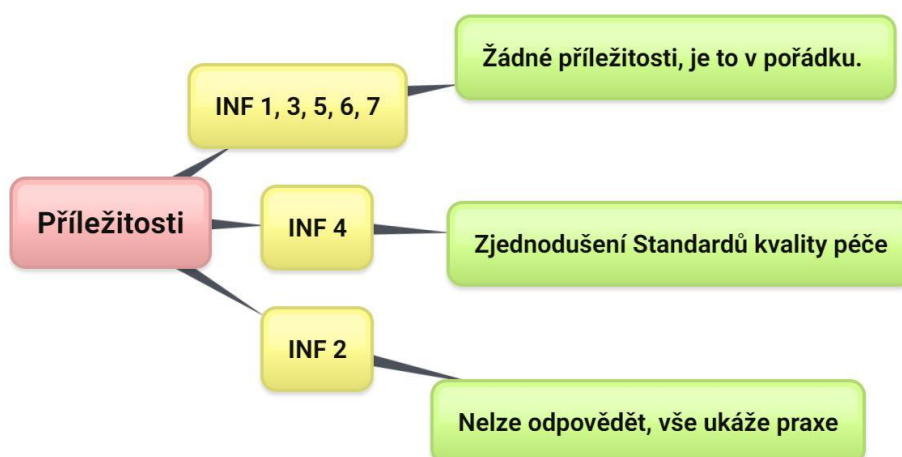 Příležitosti
INF 1, 3, 5, 6, 7
Žádné příležitosti, je to v pořádku.
INF 4
Zjednodušení Standardů kvality péče
INF 2
Nelze odpovědět, vše ukáže praxe